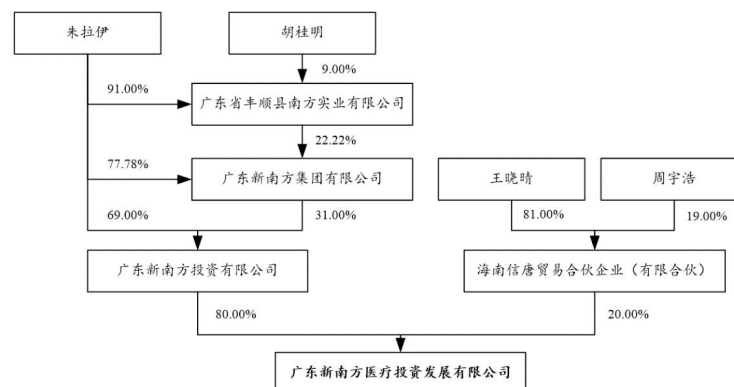 朱拉伊
胡桂明
9.00%
91.00%
广东省丰顺县南方实业有限公司
22.22%
77.78%
广东新南方集团有限公司
王晓晴
周宇浩
69.00%
31.00%
81.00%
19.00%
广东新南方投资有限公司
海南信唐贸易合伙企业（有限合伙）
80.00%
20.00%
广东新南方医疗投资发展有限公司